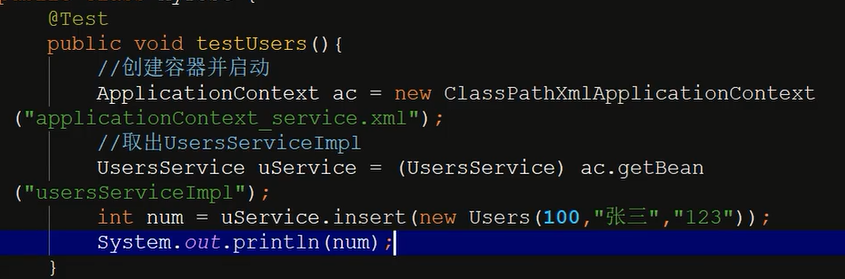 @Test
public void testUsers(){
//创建容器并启动
ApplicationContext ac = new ClassPathXmlApplicationContext
("applicationContext_service.xml");
//取出UsersServiceImpl
UsersService uService = (UsersService) ac.getBean
("usersServiceImpl");
int num = uService.insert(new Users(100,"张三","123"));
System.out.println(num);
}